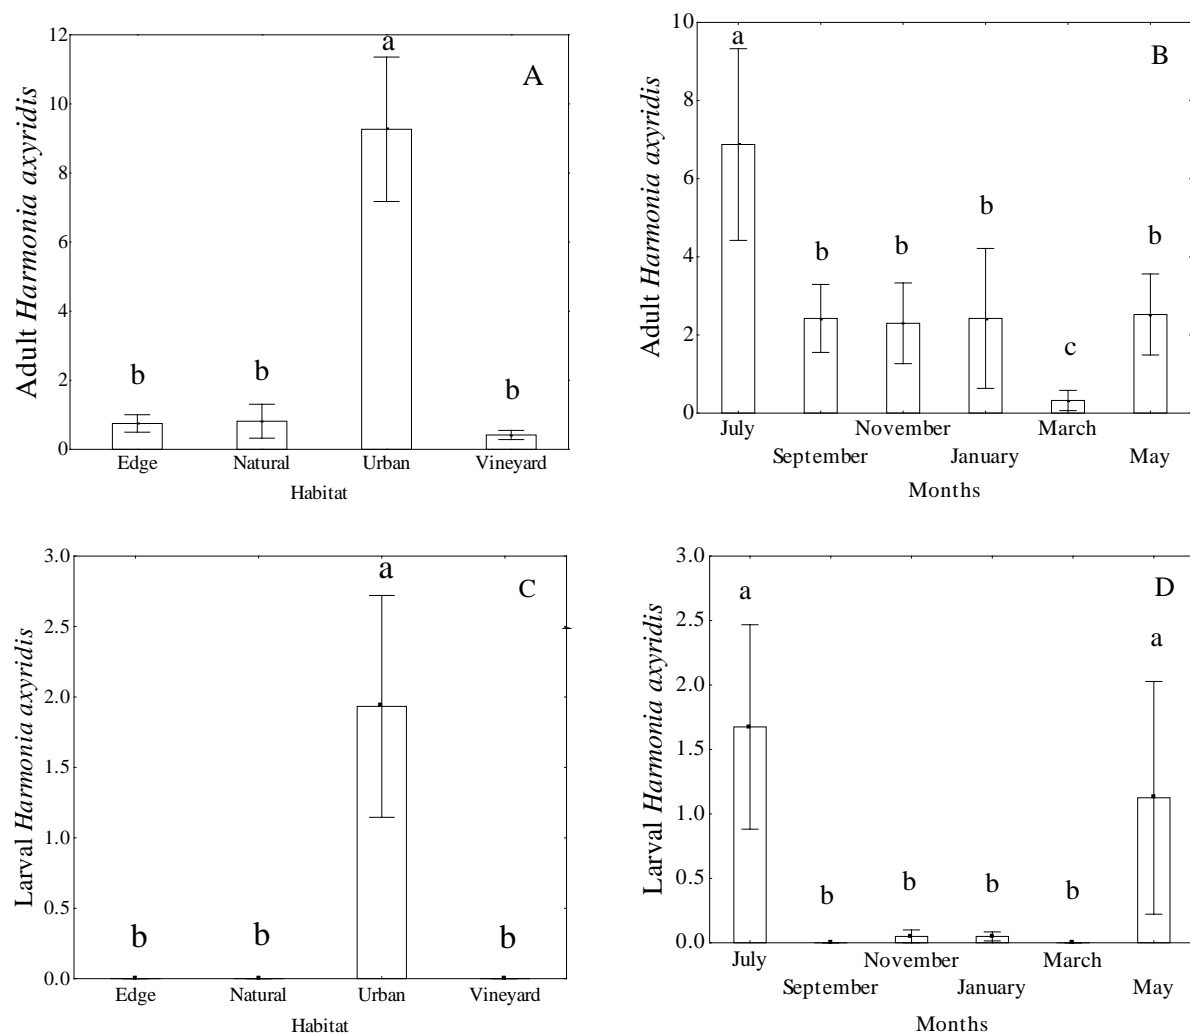 12
10
8
6
4
2
0
Adult Harmonia axyridis
A
a
b
b
b
Edge Natural Urban Vineyard
Habitat
10
8
6
4
2
0
Adult Harmonia axyridis
B
a
b
b
b
c
b
July November March
September January May
Months
3.0
2.5
2.0
1.5
1.0
0.5
0.0
Larval Harmonia axyridis
C
a
b
b
b
Edge Natural Urban Vineyard
Habitat
3.0
2.5
2.0
1.5
1.0
0.5
0.0
Larval Harmonia axyridis
D
a
b
b
b
b
a
July November March
September January May
Months